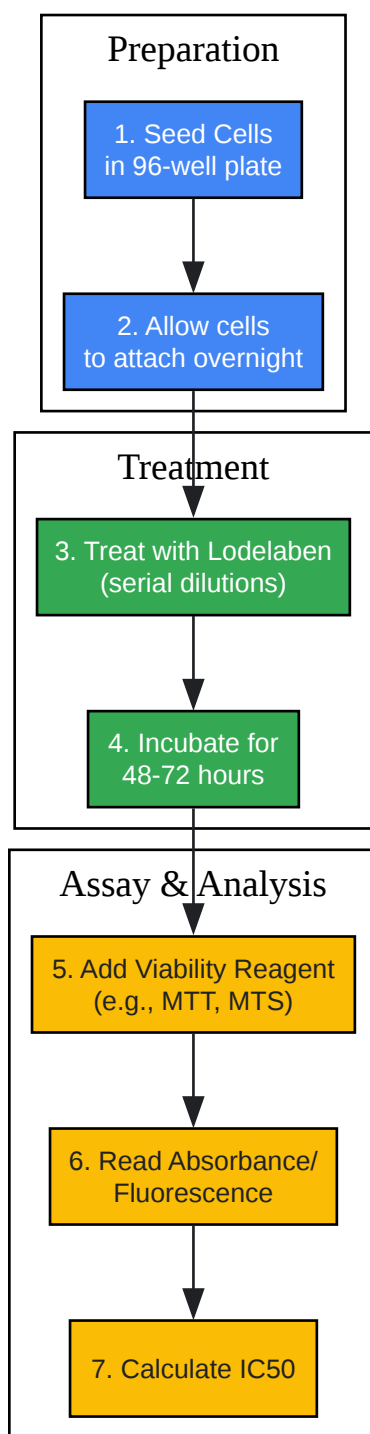 Preparation
1. Seed Cells
in 96-well plate
2. Allow cells
to attach overnight
Treatment
3. Treat with Lodelaben
(serial dilutions)
4. Incubate for
48-72 hours
Assay & Analysis
5. Add Viability Reagent
(e.g., MTT, MTS)
6. Read Absorbance/
Fluorescence
7. Calculate IC50